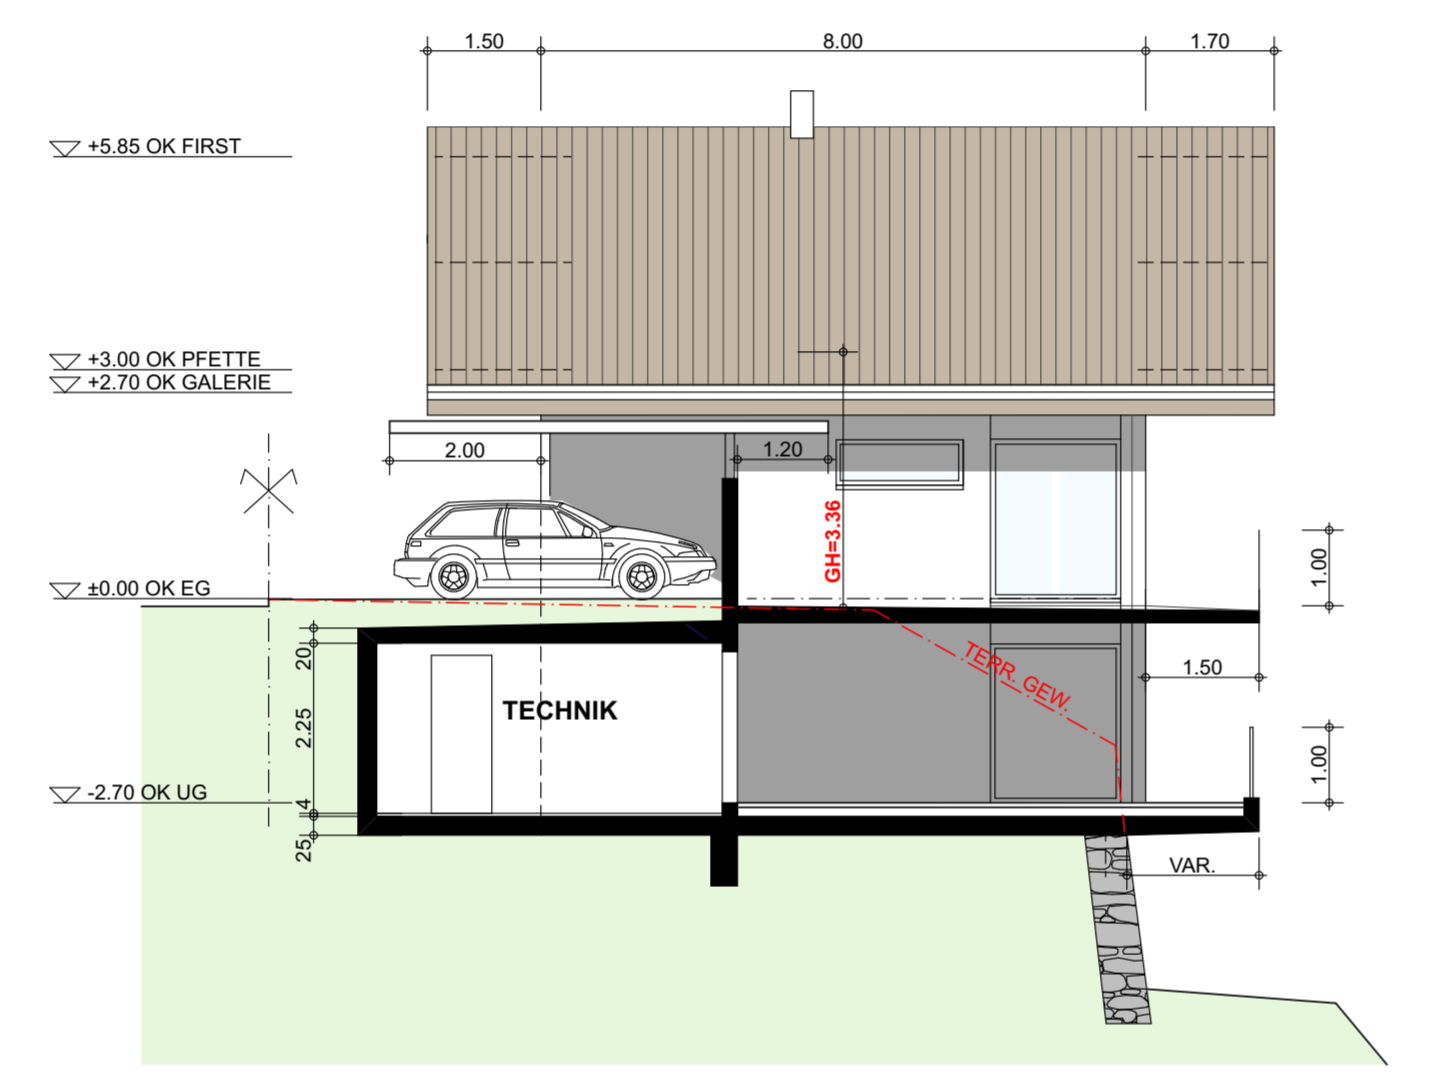 1.50
8.00
1.70
+5.85 OK FIRST
+3.00 OK PFETTE
+2.70 OK GALERIE
2.00
1.20
GH=3.36
±0.00 OK EG
1.00
20
TERR. GEW.
1.50
TECHNIK
2.25
1.00
-2.70 OK UG
4
25
VAR.